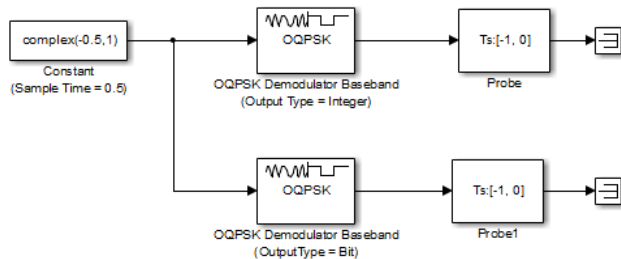 complex(-0.5,1)
Constant
(Sample Time = 0.5)
OQPSK
OQPSK Demodulator Baseband
(Output Type = Integer)
Ts:[-1, 0]
Probe
OQPSK
OQPSK Demodulator Baseband
(OutputType = Bit)
Ts:[-1, 0]
Probe1